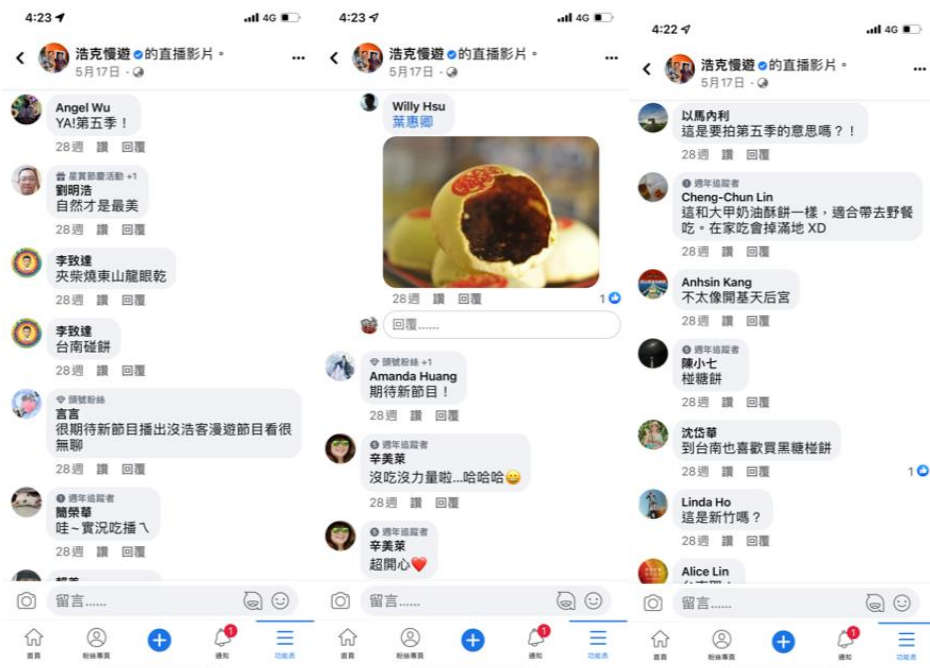 4:23
4G
浩克慢遊的直播影片。
5月17日
Angel Wu
YA!第五季！
28週 讚 回覆
星質節慶活動 +1
劉明浩
自然才是最美
28週 讚 回覆
李致達
夾柴燒東山龍眼乾
28週 讚 回覆
李致達
台南碰餅
28週 讚 回覆
頭號粉絲
言言
很期待新節目播出沒浩客漫遊節目看很
無聊
28週 讚 回覆
週年追蹤者
簡榮華
哇~實況吃播ㄟ
28週 讚 回覆
留言......
首頁
粉絲專頁
1
通知
功能表
4:23
4G
浩克慢遊的直播影片。
5月17日
Willy Hsu
葉惠卿
28週 讚 回覆
1
回覆......
頭號粉絲 +1
Amanda Huang
期待新節目！
28週 讚 回覆
週年追蹤者
辛美萊
沒吃沒力量啦...哈哈哈😄
28週 讚 回覆
週年追蹤者
辛美萊
超開心❤️
留言......
首頁
粉絲專頁
1
通知
功能表
4:22
4G
浩克慢遊的直播影片。
5月17日
以馬內利
這是要拍第五季的意思嗎？！
28週 讚 回覆
週年追蹤者
Cheng-Chun Lin
這和大甲奶油酥餅一樣，適合帶去野餐
吃。在家吃會掉滿地 XD
28週 讚 回覆
Anhsin Kang
不太像開基天后宮
28週 讚 回覆
週年追蹤者
陳小七
椪糖餅
28週 讚 回覆
沈岱華
到台南也喜歡買黑糖椪餅
28週 讚 回覆
1
Linda Ho
這是新竹嗎？
28週 讚 回覆
Alice Lin
留言......
首頁
粉絲專頁
1
通知
功能表